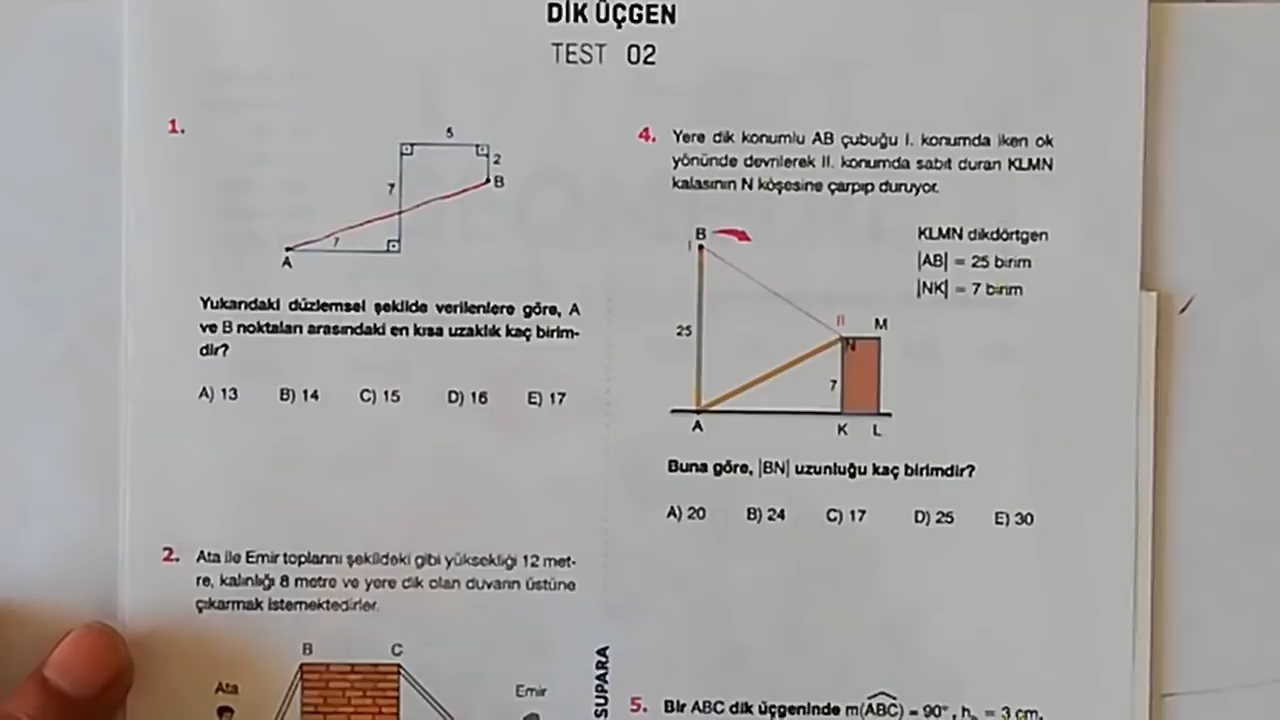 DİK ÜÇGEN
TEST 02
1.
5
2
B
7
7
A
Yukarıdaki düzlemsel şekilde verilenlere göre, A
ve B noktaları arasındaki en kısa uzaklık kaç birim-
dir?
A) 13 B) 14 C) 15 D) 16 E) 17
2. Ata ile Emir toplarını şekildeki gibi yüksekliği 12 met-
re, kalınlığı 8 metre ve yere dik olan duvarın üstüne
çıkarmak istemektedirler.
B C
Ata
Emir
SUPARA
4. Yere dik konumlu AB çubuğu I. konumda iken ok
yönünde devrilerek II. konumda sabit duran KLMN
kalasının N köşesine çarpıp duruyor.
B
I
KLMN dikdörtgen
|AB| = 25 birim
|NK| = 7 birim
II M
25
N
7
A K L
Buna göre, |BN| uzunluğu kaç birimdir?
A) 20 B) 24 C) 17 D) 25 E) 30
5. Bir ABC dik üçgeninde m(ABC) = 90°, h = 3 cm,